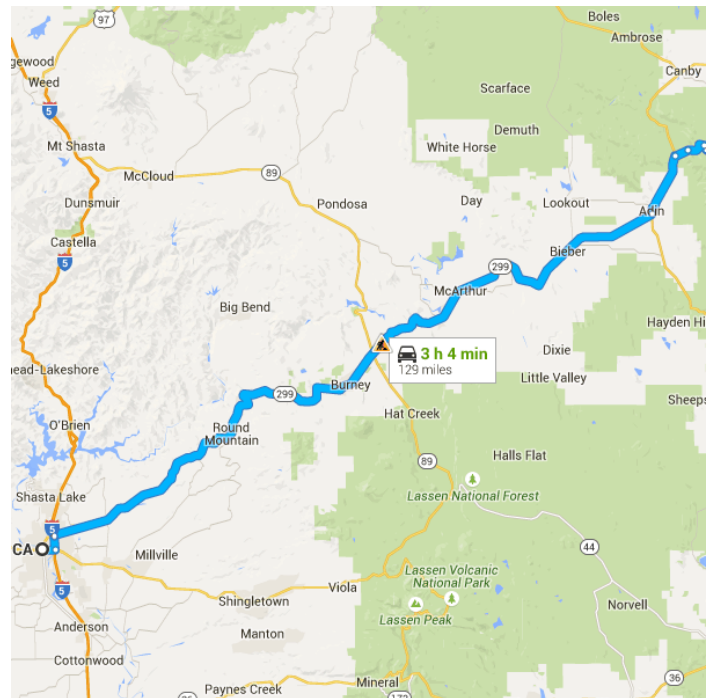 97
Boles
Ambrose
gewood
Weed
Canby
Scarface
5
Demuth
Mt Shasta
White Horse
McCloud
89
Dunsmuir
Pondosa
Day
Lookout
Adin
Castella
5
Bieber
299
McArthur
Big Bend
Hayden Hi
3 h 4 min
129 miles
Dixie
ead-Lakeshore
Burney
Little Valley
299
Sheeps
Hat Creek
O'Brien
Round
Mountain
Halls Flat
89
Shasta Lake
Lassen National Forest
5
CA
Millville
44
Lassen Volcanic
National Park
Viola
5
Shingletown
Norvell
Lassen Peak
Anderson
Manton
Cottonwood
36
Mineral
Paynes Creek
172
36